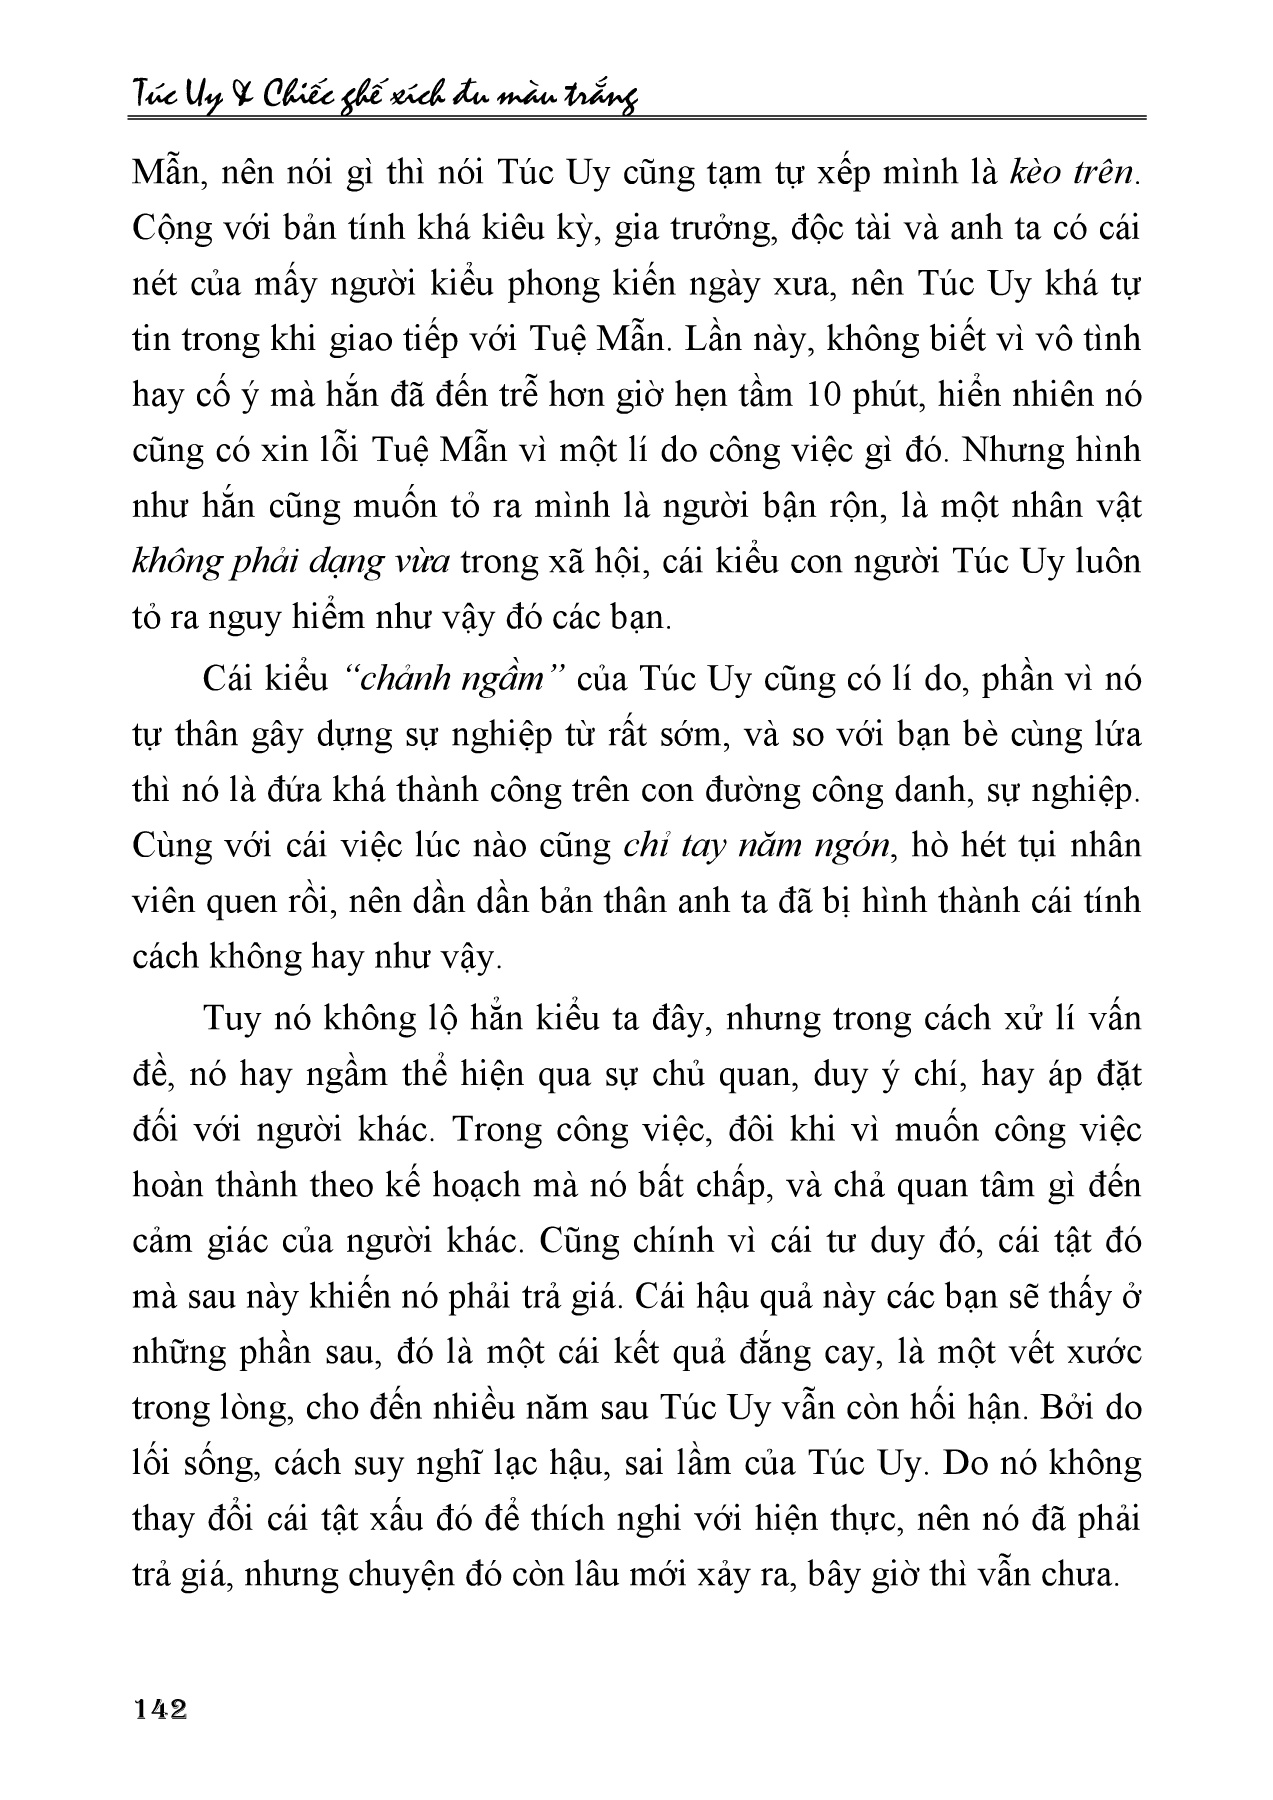 Túc Uy & Chiếc ghế xích đu màu trắng
Mẫn, nên nói gì thì nói Túc Uy cũng tạm tự xếp mình là kèo trên.
Cộng với bản tính khá kiêu kỳ, gia trưởng, độc tài và anh ta có cái
nét của mấy người kiểu phong kiến ngày xưa, nên Túc Uy khá tự
tin trong khi giao tiếp với Tuệ Mẫn. Lần này, không biết vì vô tình
hay cố ý mà hắn đã đến trễ hơn giờ hẹn tầm 10 phút, hiển nhiên nó
cũng có xin lỗi Tuệ Mẫn vì một lí do công việc gì đó. Nhưng hình
như hắn cũng muốn tỏ ra mình là người bận rộn, là một nhân vật
không phải dạng vừa trong xã hội, cái kiểu con người Túc Uy luôn
tỏ ra nguy hiểm như vậy đó các bạn.
Cái kiểu “chảnh ngầm” của Túc Uy cũng có lí do, phần vì nó
tự thân gây dựng sự nghiệp từ rất sớm, và so với bạn bè cùng lứa
thì nó là đứa khá thành công trên con đường công danh, sự nghiệp.
Cùng với cái việc lúc nào cũng chỉ tay năm ngón, hò hét tụi nhân
viên quen rồi, nên dần dần bản thân anh ta đã bị hình thành cái tính
cách không hay như vậy.
Tuy nó không lộ hẳn kiểu ta đây, nhưng trong cách xử lí vấn
đề, nó hay ngầm thể hiện qua sự chủ quan, duy ý chí, hay áp đặt
đối với người khác. Trong công việc, đôi khi vì muốn công việc
hoàn thành theo kế hoạch mà nó bất chấp, và chả quan tâm gì đến
cảm giác của người khác. Cũng chính vì cái tư duy đó, cái tật đó
mà sau này khiến nó phải trả giá. Cái hậu quả này các bạn sẽ thấy ở
những phần sau, đó là một cái kết quả đắng cay, là một vết xước
trong lòng, cho đến nhiều năm sau Túc Uy vẫn còn hối hận. Bởi do
lối sống, cách suy nghĩ lạc hậu, sai lầm của Túc Uy. Do nó không
thay đổi cái tật xấu đó để thích nghi với hiện thực, nên nó đã phải
trả giá, nhưng chuyện đó còn lâu mới xảy ra, bây giờ thì vẫn chưa.
142